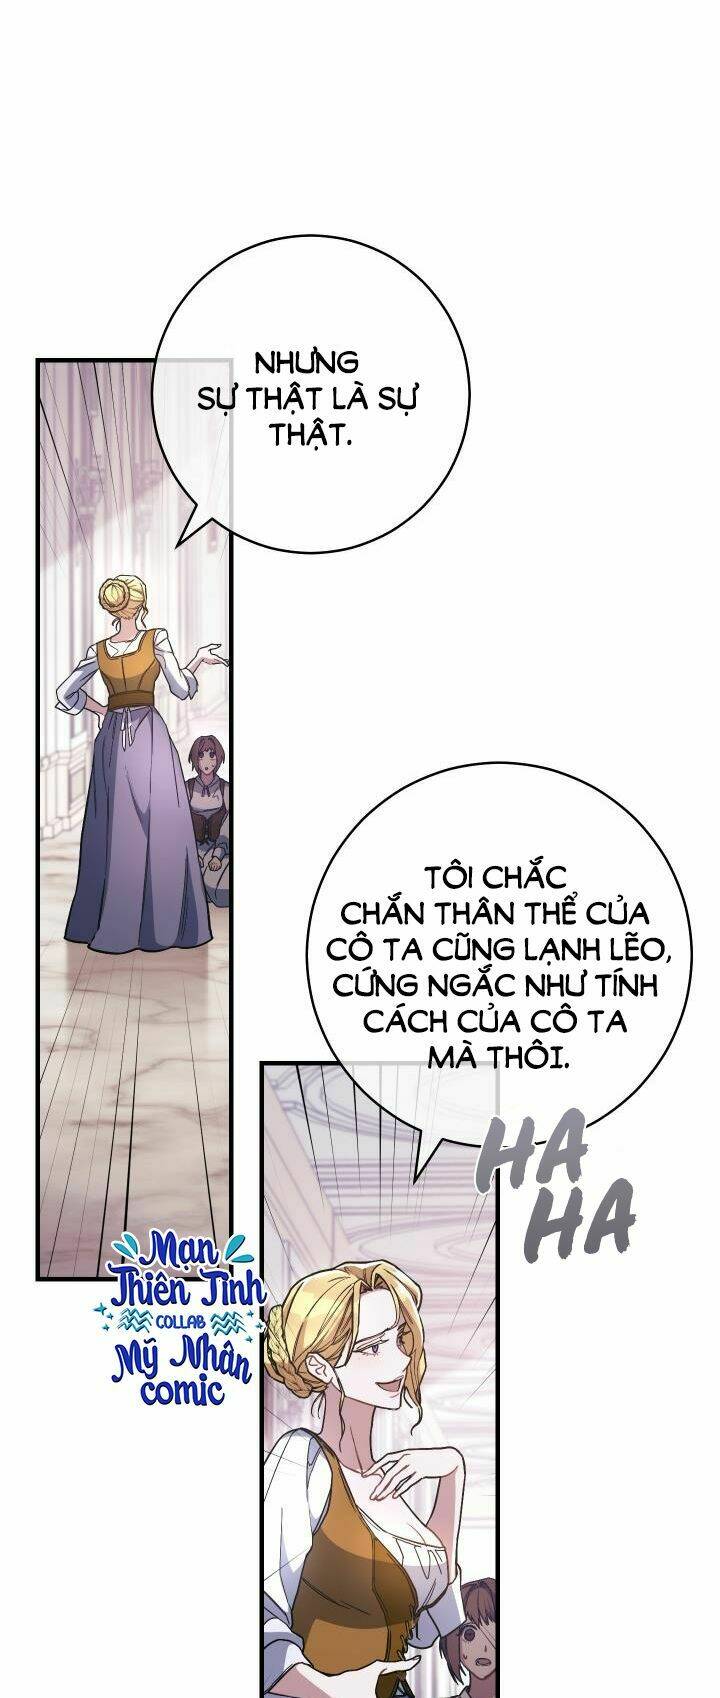 NHƯNG
SỰ THẬT LÀ SỰ
THẬT.
TÔI CHẮC
CHẮN THÂN THỂ CỦA
CÔ TA CŨNG LẠNH LẼO,
CỨNG NGẮC NHƯ TÍNH
CÁCH CỦA CÔ TA
MÀ THÔI.
HA
HA
Mạn
Thiên Tinh
COLLAB
Mỹ Nhân
comic